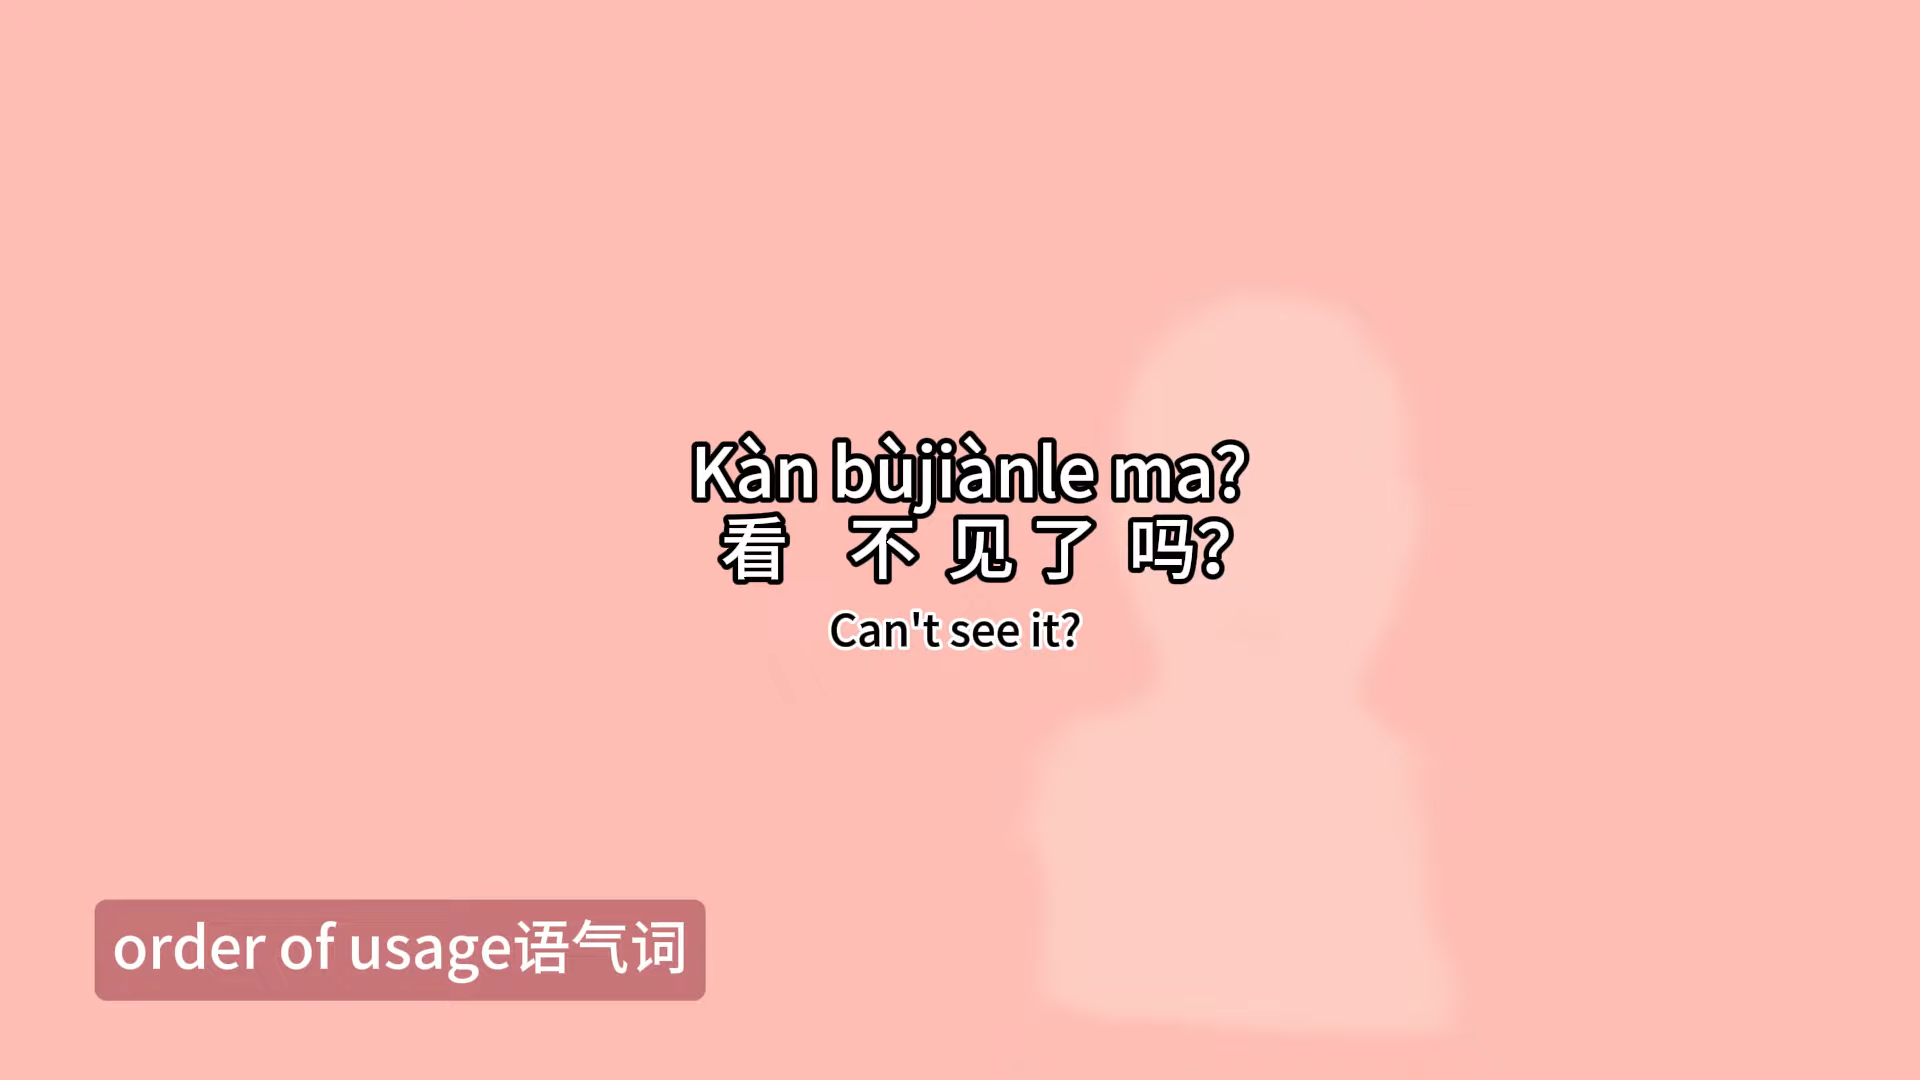 Kàn bùjiànle ma?
看不见了吗?
Can't see it?
order of usage语气词